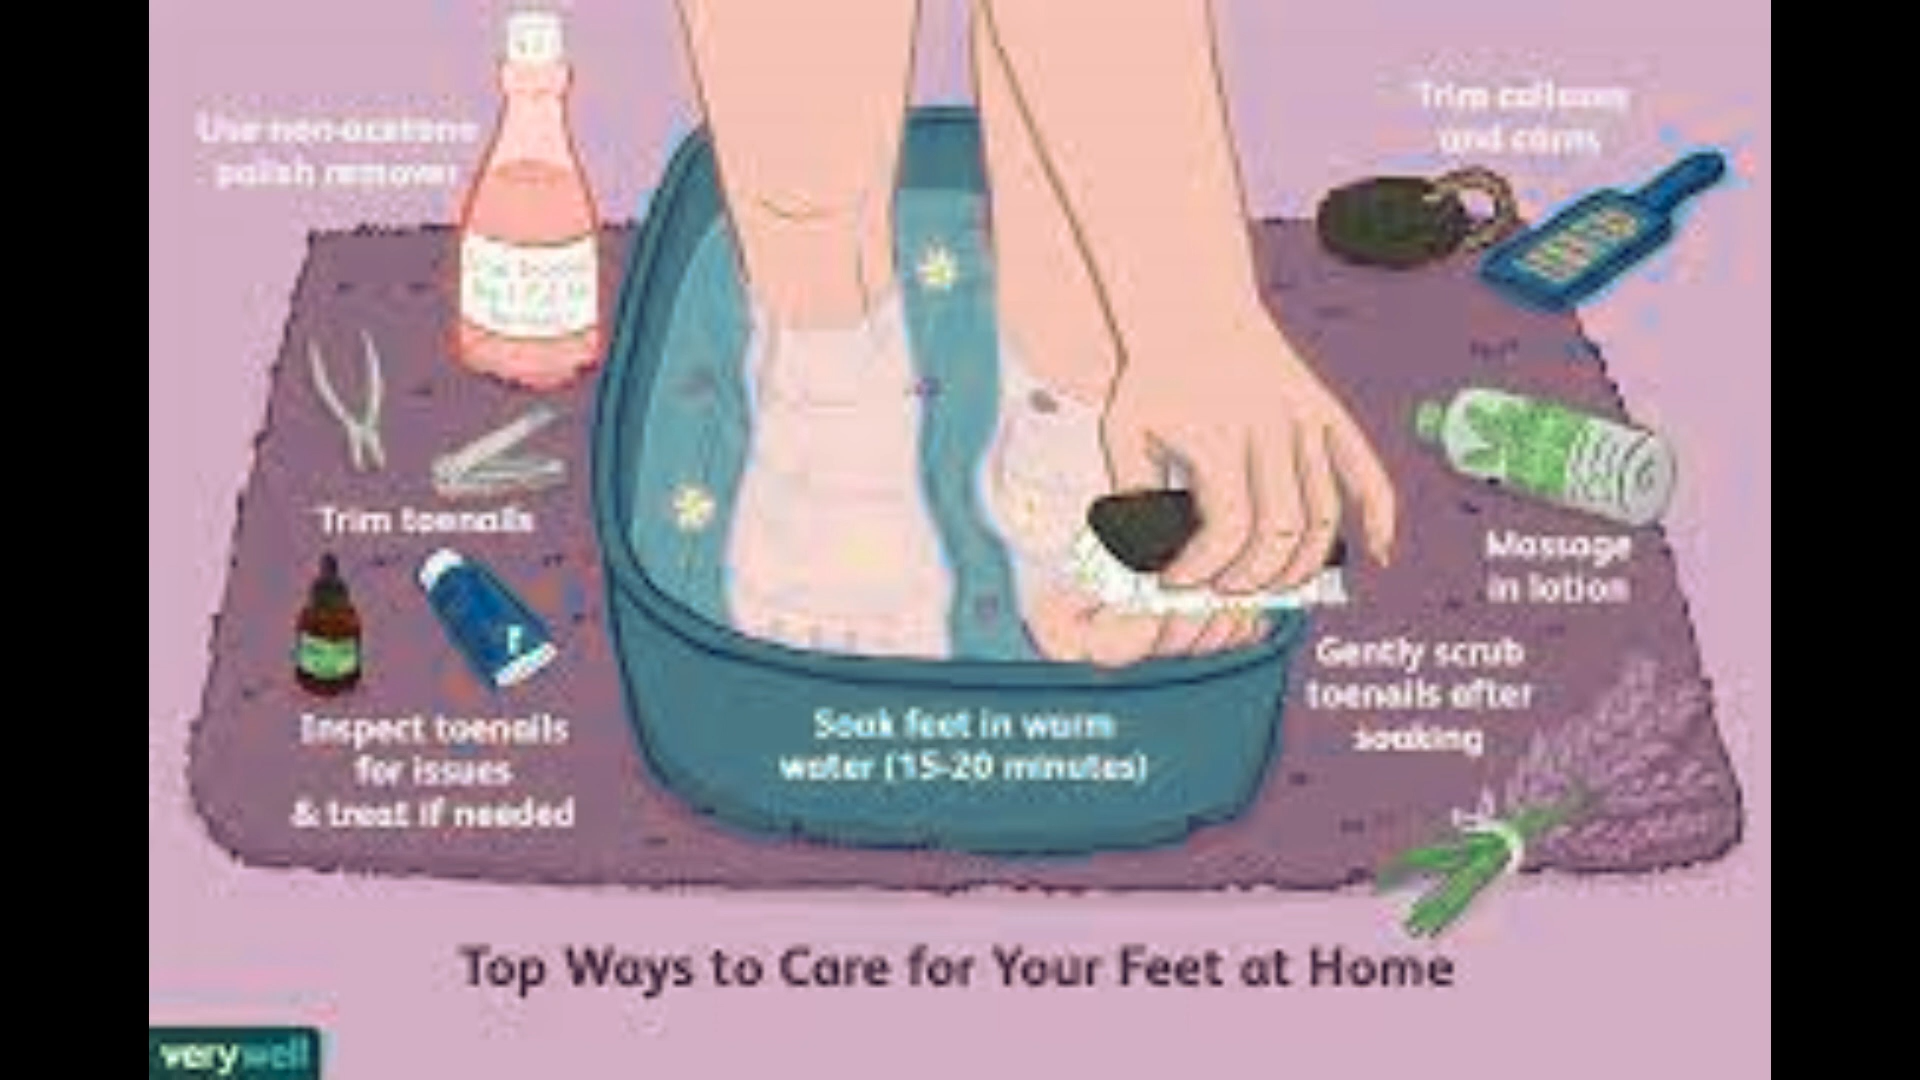 Use non-acetone
polish remover
Trim calluses
and corns
Trim toenails
Massage
in lotion
Gently scrub
toenails after
soaking
Inspect toenails
for issues
& treat if needed
Soak feet in warm
water (15-20 minutes)
Top Ways to Care for Your Feet at Home
verywell